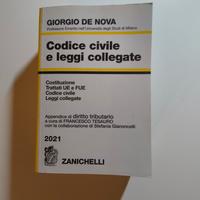 GIORGIO DE NOVA
Professore Emerito nell'Università degli Studi di Milano
Codice civile
e leggi collegate
Costituzione
Trattati UE e FUE
Codice civile
Leggi collegate
Appendice di diritto tributario
a cura di FRANCESCO TESAURO
con la collaborazione di Stefania Gianoncelli
2021
ZANICHELLI